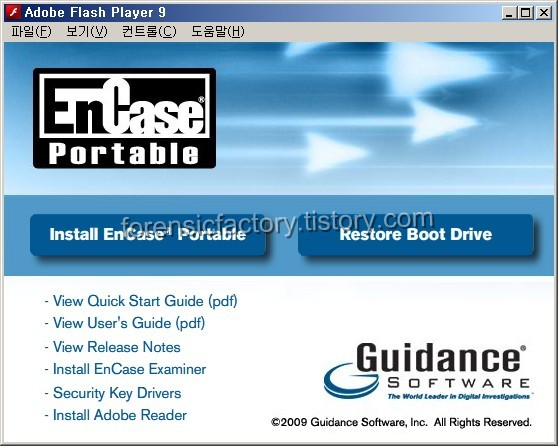 Adobe Flash Player 9
파일(F) 보기(V) 컨트롤(C) 도움말(H)
EnCase®
Portable
forensicfactory.tistory.com
Install EnCase® Portable Restore Boot Drive
- View Quick Start Guide (pdf)
- View User's Guide (pdf)
- View Release Notes
- Install EnCase Examiner
- Security Key Drivers
- Install Adobe Reader
Guidance®
SOFTWARE
The World Leader in Digital Investigations™
©2009 Guidance Software, Inc. All Rights Reserved.